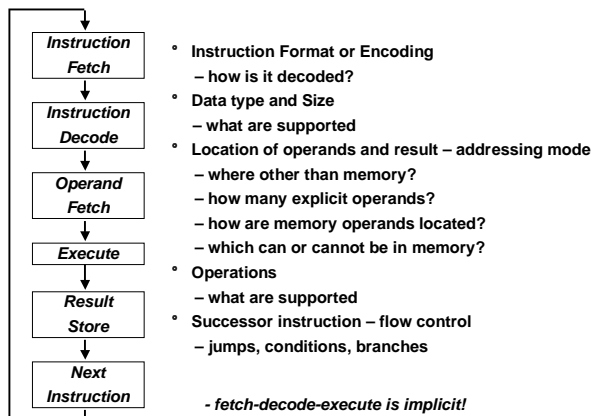 Instruction
Fetch
Instruction
Decode
Operand
Fetch
Execute
Result
Store
Next
Instruction
° Instruction Format or Encoding
– how is it decoded?
° Data type and Size
– what are supported
° Location of operands and result – addressing mode
– where other than memory?
– how many explicit operands?
– how are memory operands located?
– which can or cannot be in memory?
° Operations
– what are supported
° Successor instruction – flow control
– jumps, conditions, branches
- fetch-decode-execute is implicit!